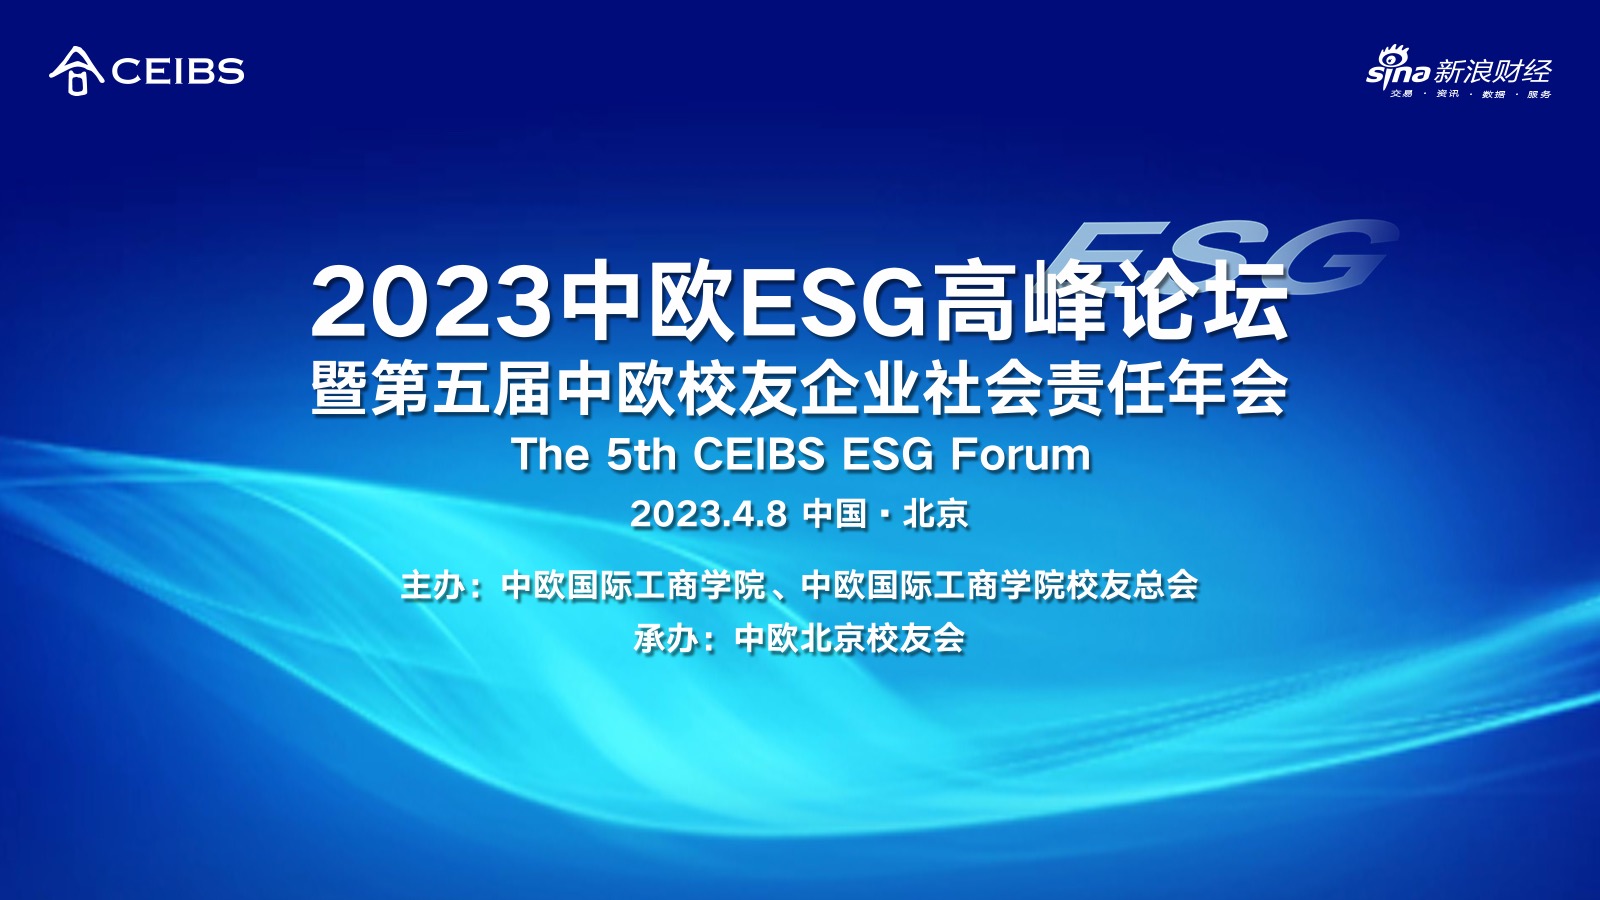 CEIBS
sina 新浪财经
交易 · 资讯 · 数据 · 服务
ESG
2023中欧ESG高峰论坛
暨第五届中欧校友企业社会责任年会
The 5th CEIBS ESG Forum
2023.4.8 中国·北京
主办：中欧国际工商学院、中欧国际工商学院校友总会
承办：中欧北京校友会